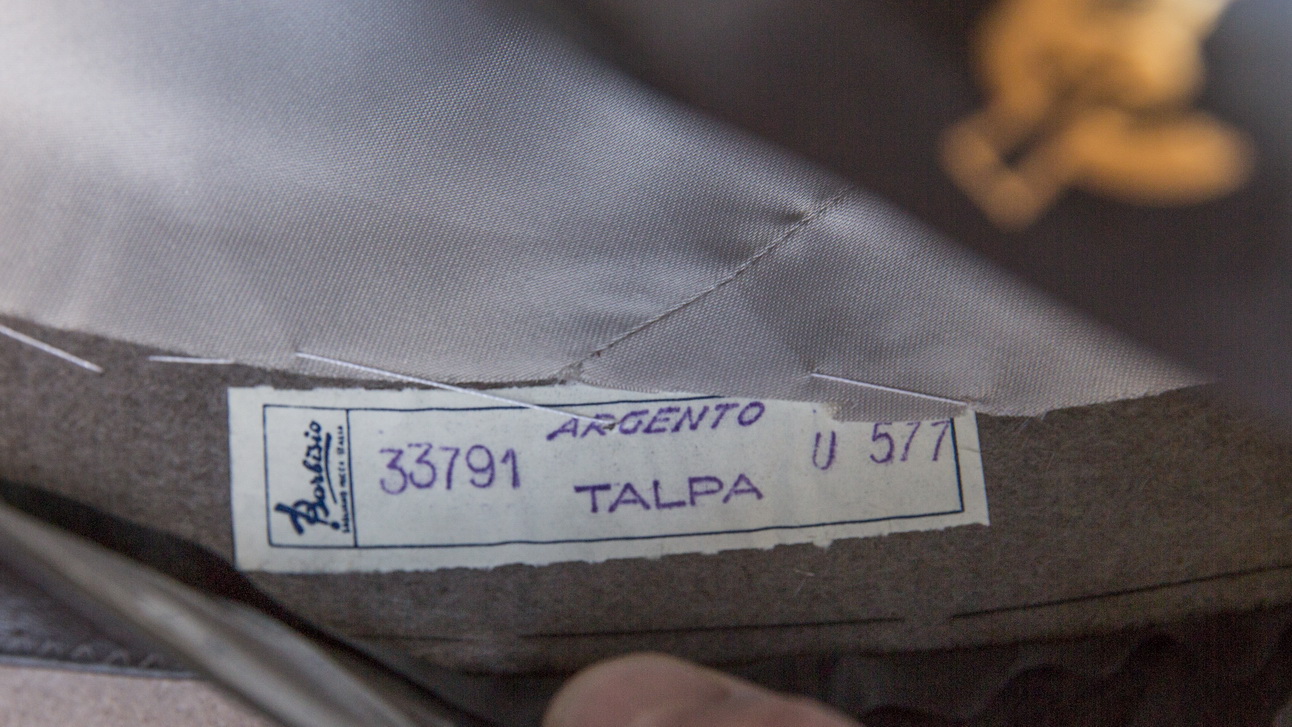 Barbisio
33791
ARGENTO
TALPA
U 577